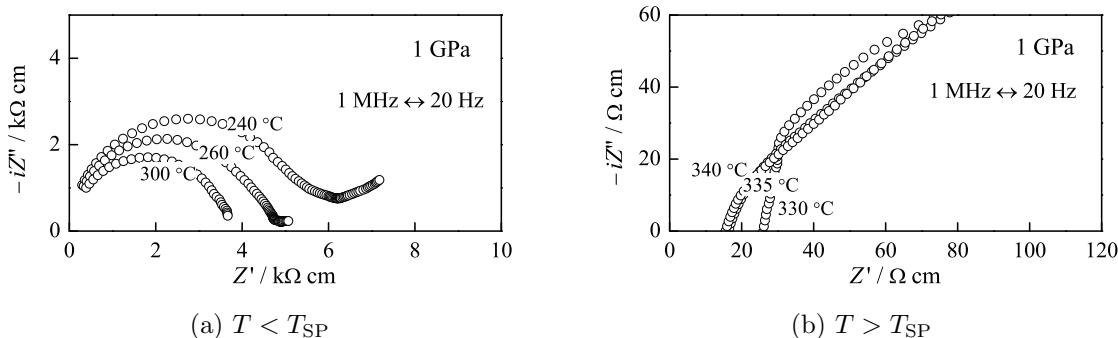 4
2
0
0 2 4 6 8 10
− iZ" / kΩ cm
Z' / kΩ cm
1 GPa
1 MHz ↔ 20 Hz
240 °C
260 °C
300 °C
(a) T < T_SP
60
40
20
0
0 20 40 60 80 100 120
− iZ" / Ω cm
Z' / Ω cm
1 GPa
1 MHz ↔ 20 Hz
340 °C
335 °C
330 °C
(b) T > T_SP